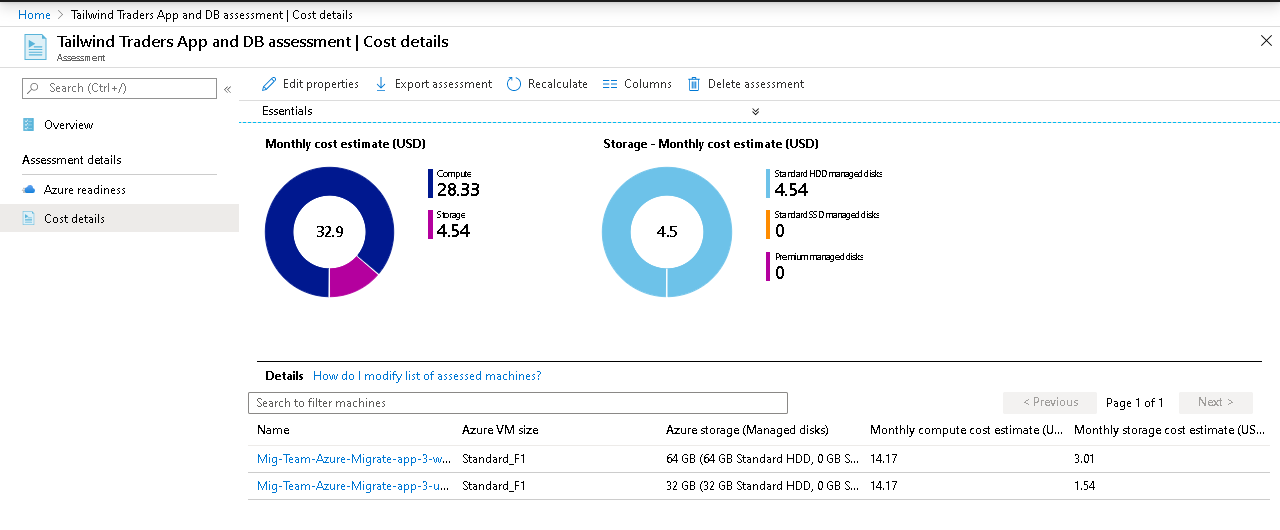 Home > Tailwind Traders App and DB assessment | Cost details
Tailwind Traders App and DB assessment | Cost details
Assessment
Search (Ctrl+/) «
Edit properties Export assessment Recalculate Columns Delete assessment
Essentials
Overview
Assessment details
Azure readiness
Cost details
Monthly cost estimate (USD)
32.9
Compute
28.33
Storage
4.54
Storage - Monthly cost estimate (USD)
4.5
Standard HDD managed disks
4.54
Standard SSD managed disks
0
Premium managed disks
0
Details How do I modify list of assessed machines?
Search to filter machines < Previous Page 1 of 1 Next >
Name Azure VM size Azure storage (Managed disks) Monthly compute cost estimate (U... Monthly storage cost estimate (US...
Mig-Team-Azure-Migrate-app-3-w... Standard_F1 64 GB (64 GB Standard HDD, 0 GB S... 14.17 3.01
Mig-Team-Azure-Migrate-app-3-u... Standard_F1 32 GB (32 GB Standard HDD, 0 GB S... 14.17 1.54